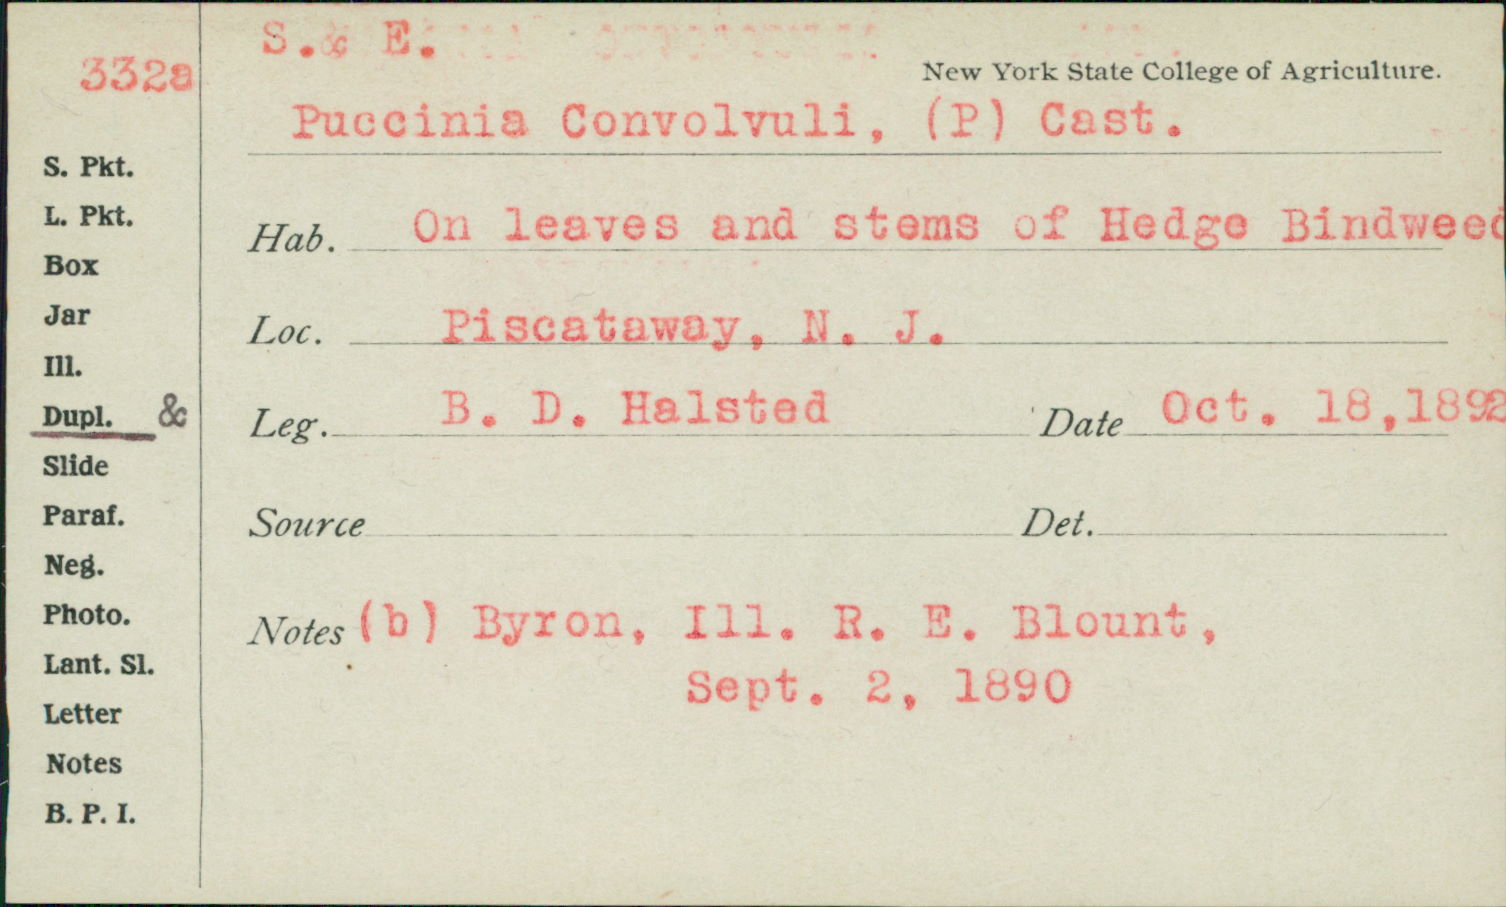 S.& E.
332a
New York State College of Agriculture.
Puccinia Convolvuli, (P) Cast.
S. Pkt.
L. Pkt.
Hab. On leaves and stems of Hedge Bindweed
Box
Jar
Loc. Piscataway, N. J.
Ill.
Dupl. &
Leg. B. D. Halsted Date Oct. 18,1892
Slide
Paraf.
Source Det.
Neg.
Photo.
Notes (b) Byron, Ill. R. E. Blount,
Lant. Sl.
Sept. 2, 1890
Letter
Notes
B. P. I.